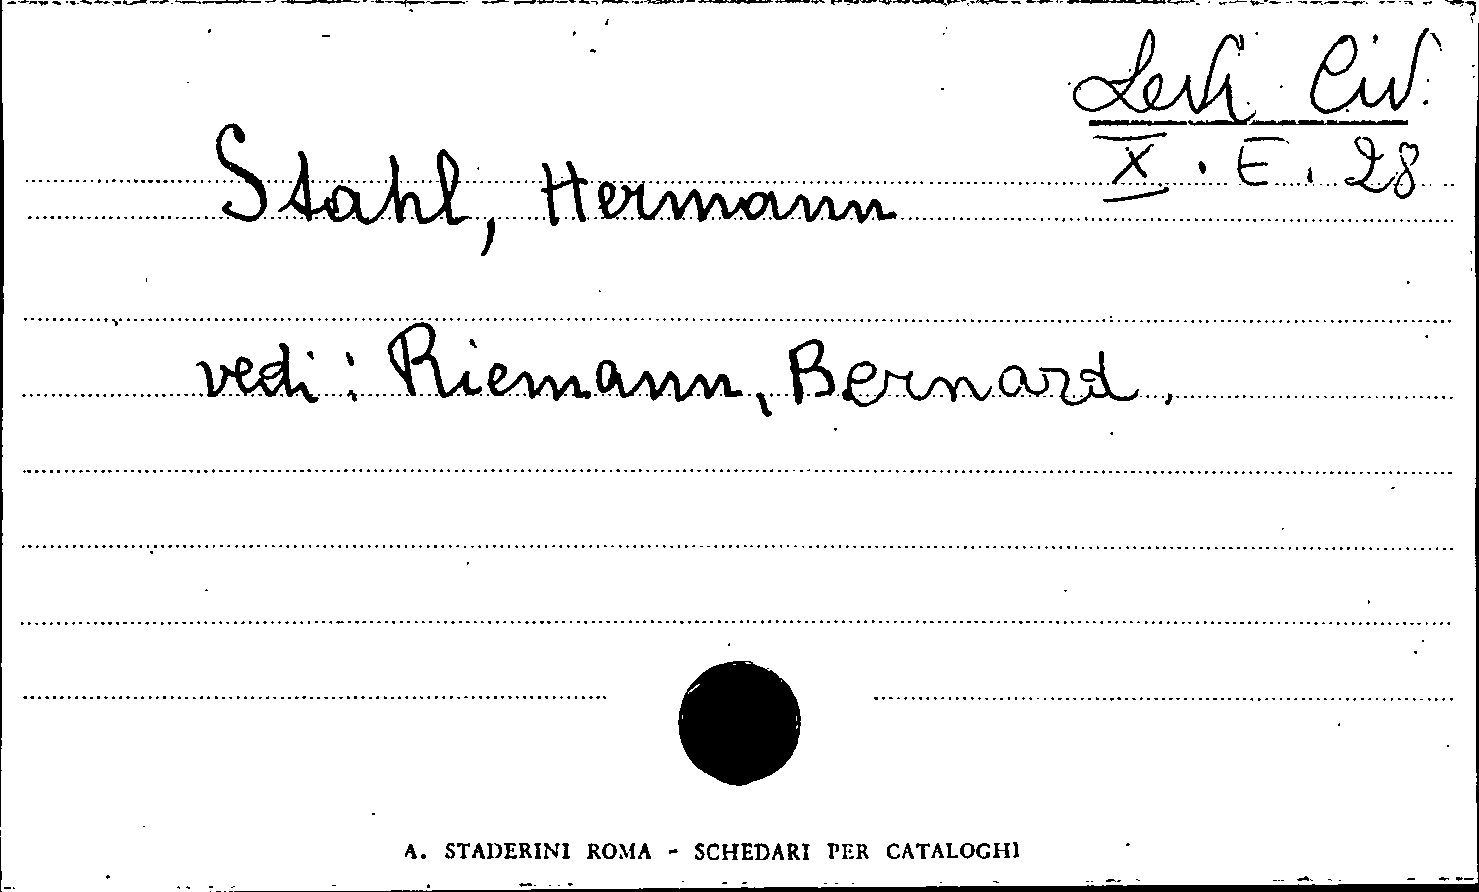 Levi Civ.
X. E. 28
Stahl, Hermann
vedi: Riemann, Bernard.
A. STADERINI ROMA - SCHEDARI PER CATALOGHI